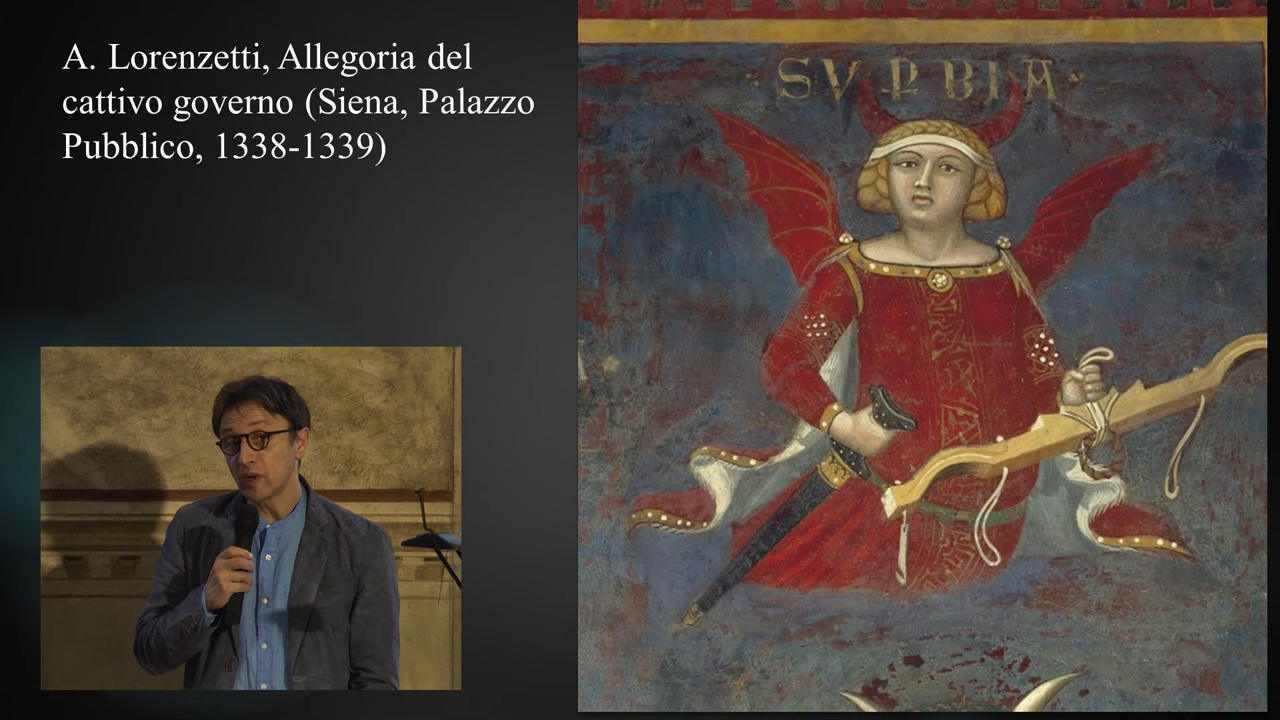 A. Lorenzetti, Allegoria del
cattivo governo (Siena, Palazzo
Pubblico, 1338-1339)
· SVPBIA ·